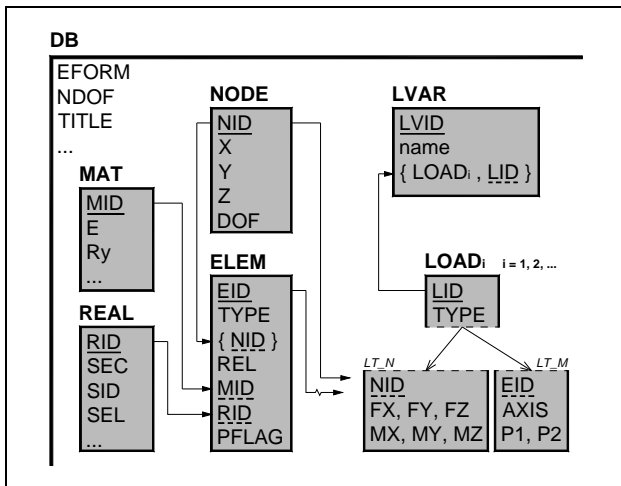 DB
EFORM
NDOF
TITLE
...
NODE
NID
X
Y
Z
DOF
LVAR
LVID
name
{ LOADi , LID }
MAT
MID
E
Ry
...
ELEM
EID
TYPE
{ NID }
REL
MID
RID
PFLAG
LOADi i = 1, 2, ...
LID
TYPE
REAL
RID
SEC
SID
SEL
...
LT_N
NID
FX, FY, FZ
MX, MY, MZ
LT_M
EID
AXIS
P1, P2